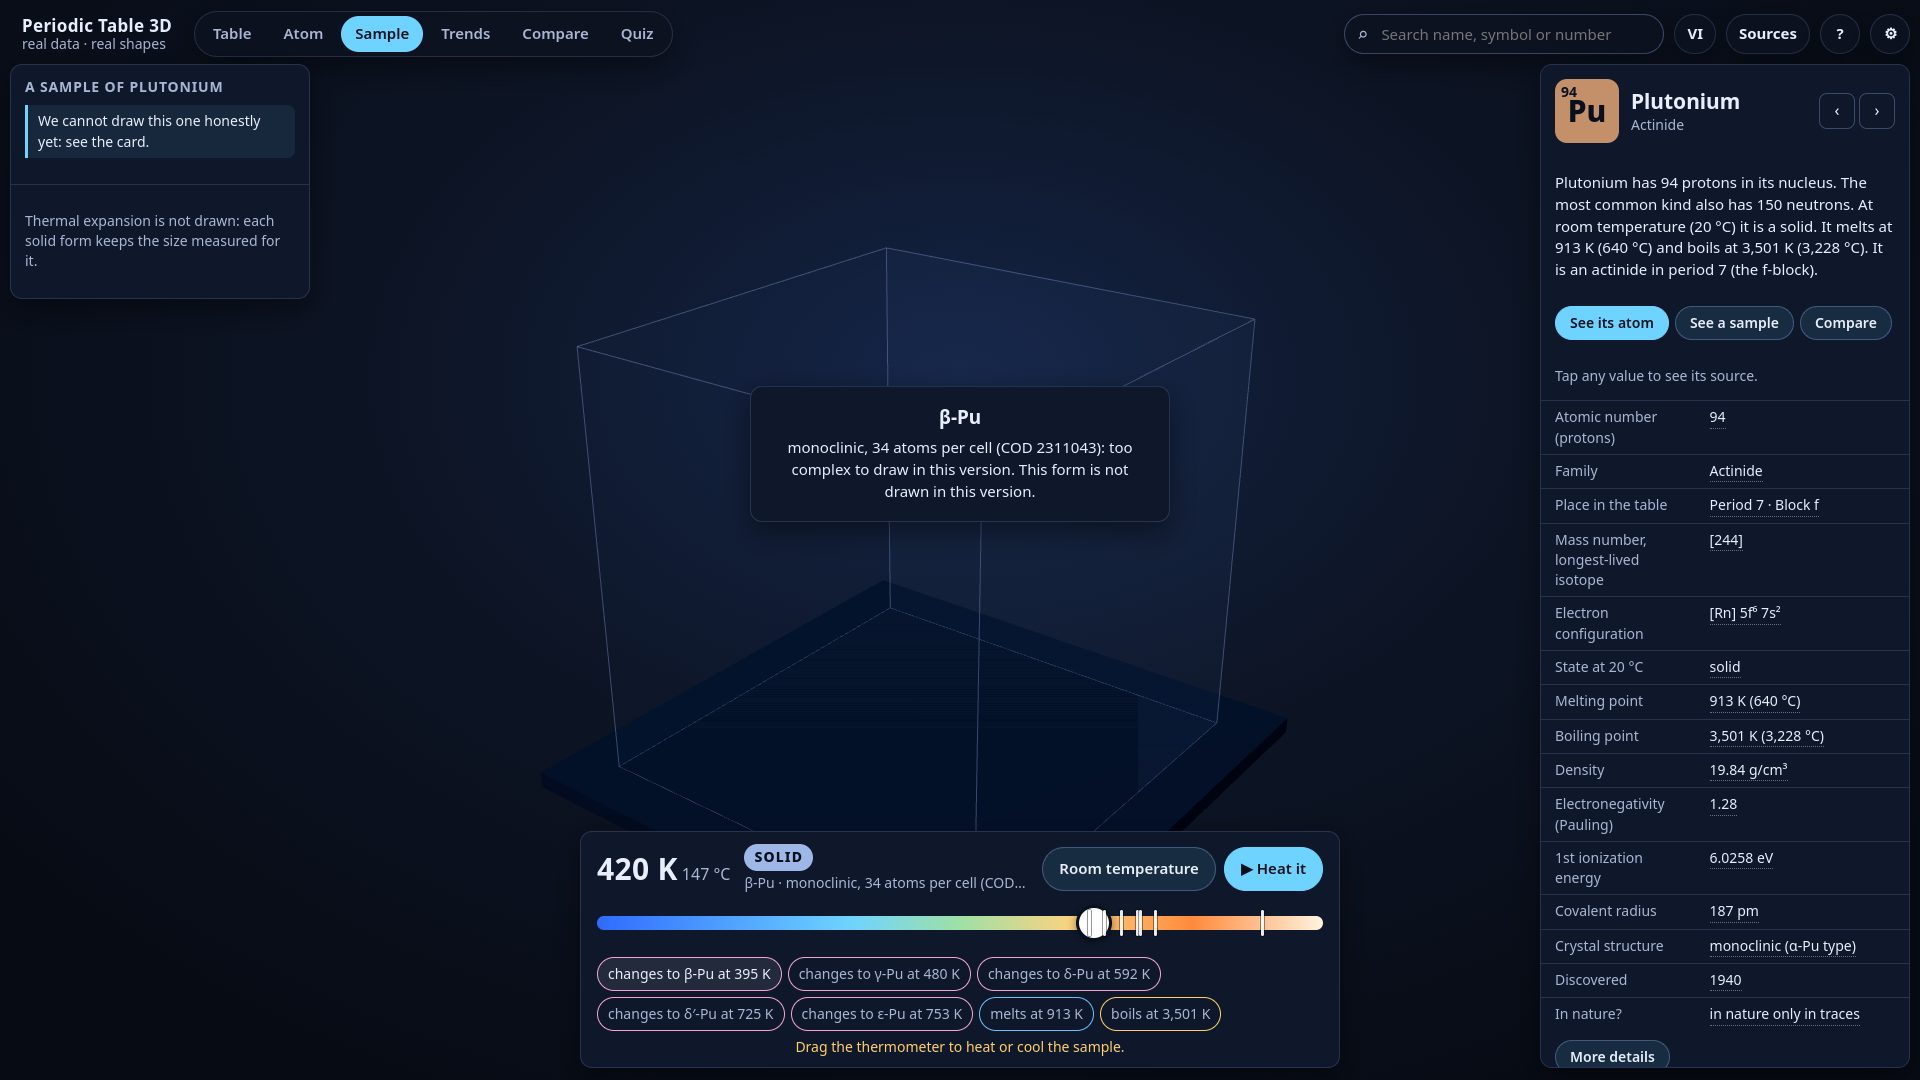 Periodic Table 3D
real data · real shapes
Table
Atom
Sample
Trends
Compare
Quiz
Search name, symbol or number
VI
Sources
?
A SAMPLE OF PLUTONIUM
We cannot draw this one honestly
yet: see the card.
Thermal expansion is not drawn: each
solid form keeps the size measured for
it.
β-Pu
monoclinic, 34 atoms per cell (COD 2311043): too
complex to draw in this version. This form is not
drawn in this version.
420 K 147 °C
SOLID
β-Pu · monoclinic, 34 atoms per cell (COD…
Room temperature
▶ Heat it
changes to β-Pu at 395 K
changes to γ-Pu at 480 K
changes to δ-Pu at 592 K
changes to δ′-Pu at 725 K
changes to ε-Pu at 753 K
melts at 913 K
boils at 3,501 K
Drag the thermometer to heat or cool the sample.
94
Pu
Plutonium
Actinide
‹
›
Plutonium has 94 protons in its nucleus. The
most common kind also has 150 neutrons. At
room temperature (20 °C) it is a solid. It melts at
913 K (640 °C) and boils at 3,501 K (3,228 °C). It
is an actinide in period 7 (the f-block).
See its atom
See a sample
Compare
Tap any value to see its source.
Atomic number
(protons)
94
Family
Actinide
Place in the table
Period 7 · Block f
Mass number,
longest-lived
isotope
[244]
Electron
configuration
[Rn] 5f⁶ 7s²
State at 20 °C
solid
Melting point
913 K (640 °C)
Boiling point
3,501 K (3,228 °C)
Density
19.84 g/cm³
Electronegativity
(Pauling)
1.28
1st ionization
energy
6.0258 eV
Covalent radius
187 pm
Crystal structure
monoclinic (α-Pu type)
Discovered
1940
In nature?
in nature only in traces
More details